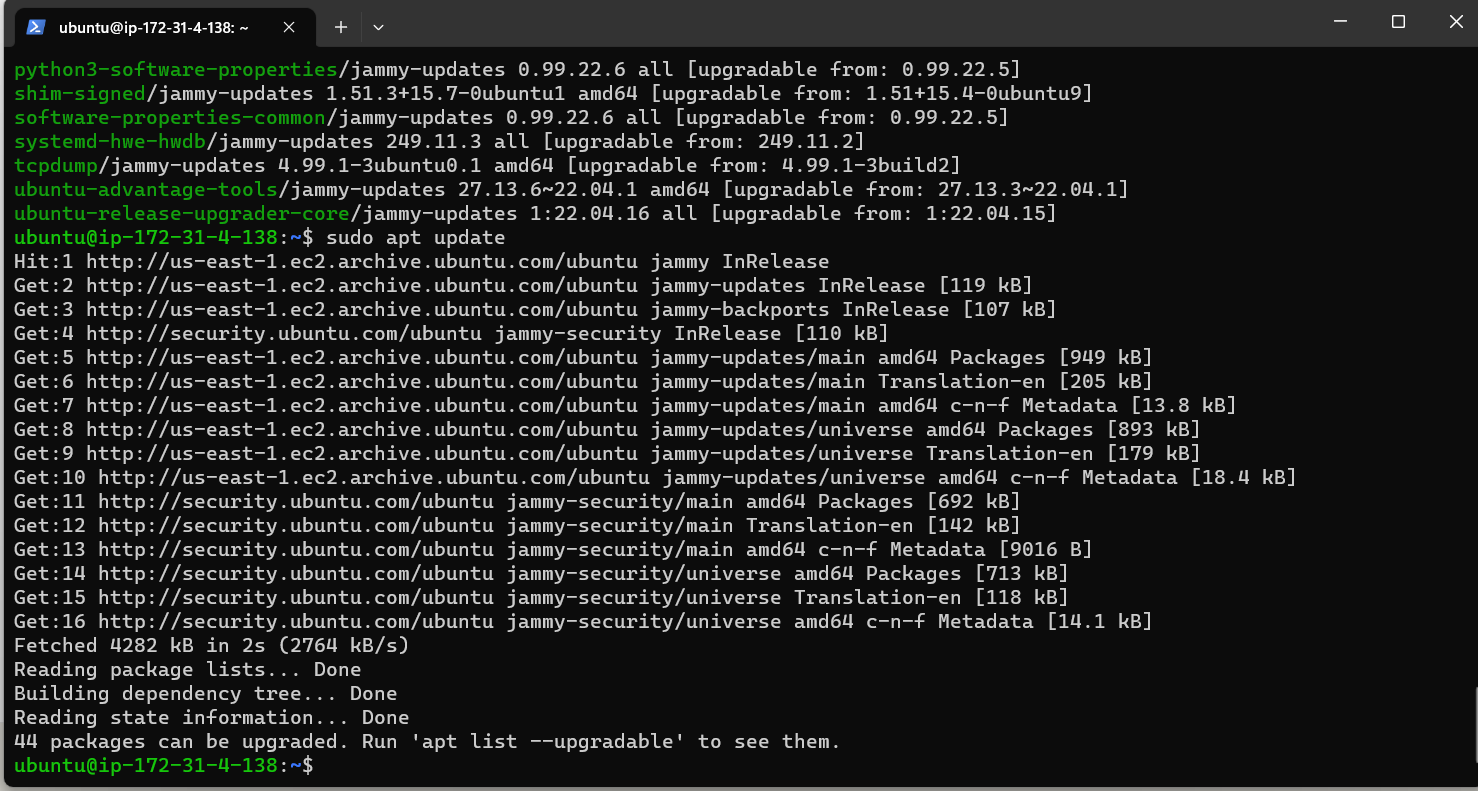 ubuntu@ip-172-31-4-138: ~
python3-software-properties/jammy-updates 0.99.22.6 all [upgradable from: 0.99.22.5]
shim-signed/jammy-updates 1.51.3+15.7-0ubuntu1 amd64 [upgradable from: 1.51+15.4-0ubuntu9]
software-properties-common/jammy-updates 0.99.22.6 all [upgradable from: 0.99.22.5]
systemd-hwe-hwdb/jammy-updates 249.11.3 all [upgradable from: 249.11.2]
tcpdump/jammy-updates 4.99.1-3ubuntu0.1 amd64 [upgradable from: 4.99.1-3build2]
ubuntu-advantage-tools/jammy-updates 27.13.6~22.04.1 amd64 [upgradable from: 27.13.3~22.04.1]
ubuntu-release-upgrader-core/jammy-updates 1:22.04.16 all [upgradable from: 1:22.04.15]
ubuntu@ip-172-31-4-138:~$ sudo apt update
Hit:1 http://us-east-1.ec2.archive.ubuntu.com/ubuntu jammy InRelease
Get:2 http://us-east-1.ec2.archive.ubuntu.com/ubuntu jammy-updates InRelease [119 kB]
Get:3 http://us-east-1.ec2.archive.ubuntu.com/ubuntu jammy-backports InRelease [107 kB]
Get:4 http://security.ubuntu.com/ubuntu jammy-security InRelease [110 kB]
Get:5 http://us-east-1.ec2.archive.ubuntu.com/ubuntu jammy-updates/main amd64 Packages [949 kB]
Get:6 http://us-east-1.ec2.archive.ubuntu.com/ubuntu jammy-updates/main Translation-en [205 kB]
Get:7 http://us-east-1.ec2.archive.ubuntu.com/ubuntu jammy-updates/main amd64 c-n-f Metadata [13.8 kB]
Get:8 http://us-east-1.ec2.archive.ubuntu.com/ubuntu jammy-updates/universe amd64 Packages [893 kB]
Get:9 http://us-east-1.ec2.archive.ubuntu.com/ubuntu jammy-updates/universe Translation-en [179 kB]
Get:10 http://us-east-1.ec2.archive.ubuntu.com/ubuntu jammy-updates/universe amd64 c-n-f Metadata [18.4 kB]
Get:11 http://security.ubuntu.com/ubuntu jammy-security/main amd64 Packages [692 kB]
Get:12 http://security.ubuntu.com/ubuntu jammy-security/main Translation-en [142 kB]
Get:13 http://security.ubuntu.com/ubuntu jammy-security/main amd64 c-n-f Metadata [9016 B]
Get:14 http://security.ubuntu.com/ubuntu jammy-security/universe amd64 Packages [713 kB]
Get:15 http://security.ubuntu.com/ubuntu jammy-security/universe Translation-en [118 kB]
Get:16 http://security.ubuntu.com/ubuntu jammy-security/universe amd64 c-n-f Metadata [14.1 kB]
Fetched 4282 kB in 2s (2764 kB/s)
Reading package lists... Done
Building dependency tree... Done
Reading state information... Done
44 packages can be upgraded. Run 'apt list --upgradable' to see them.
ubuntu@ip-172-31-4-138:~$